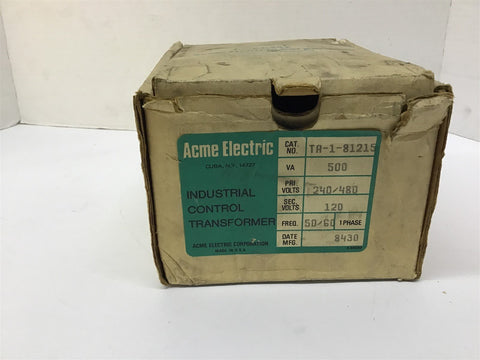 Acme Electric
CUBA, N.Y. 14727
INDUSTRIAL
CONTROL
TRANSFORMER
ACME ELECTRIC CORPORATION
MADE IN U.S.A.
CAT. NO. TA-1-81215
VA 500
PRI. VOLTS 240/480
SEC. VOLTS 120
FREQ. 50/60 1 PHASE
DATE MFG. 8430